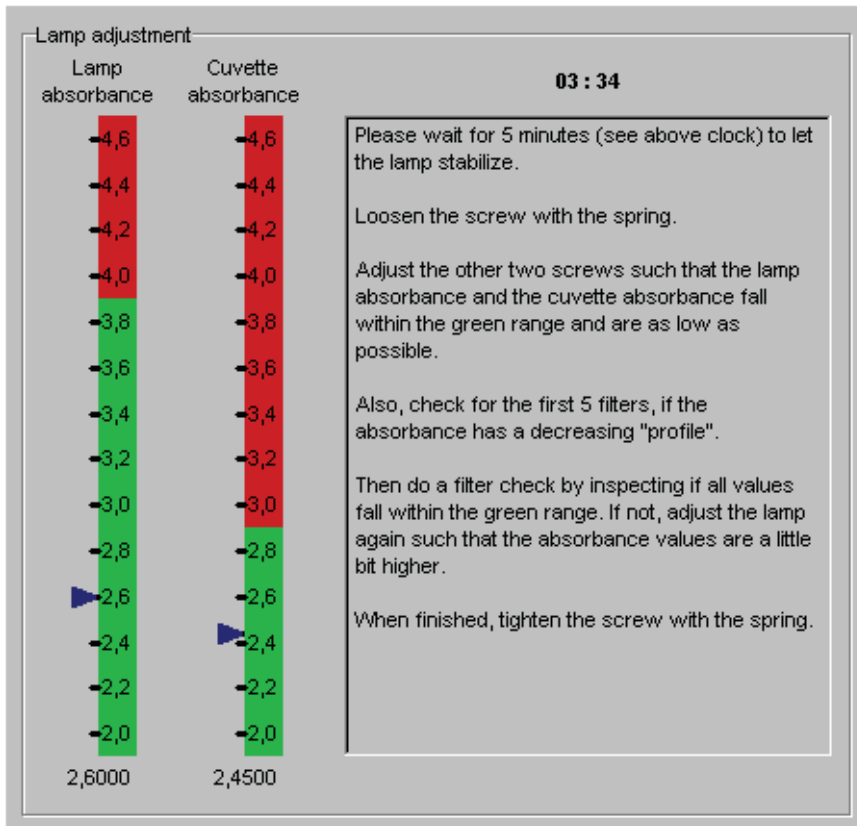 Lamp adjustment
Lamp
absorbance
Cuvette
absorbance
03 : 34
4,6
4,4
4,2
4,0
3,8
3,6
3,4
3,2
3,0
2,8
2,6
2,4
2,2
2,0
2,6000
4,6
4,4
4,2
4,0
3,8
3,6
3,4
3,2
3,0
2,8
2,6
2,4
2,2
2,0
2,4500
Please wait for 5 minutes (see above clock) to let
the lamp stabilize.
Loosen the screw with the spring.
Adjust the other two screws such that the lamp
absorbance and the cuvette absorbance fall
within the green range and are as low as
possible.
Also, check for the first 5 filters, if the
absorbance has a decreasing "profile".
Then do a filter check by inspecting if all values
fall within the green range. If not, adjust the lamp
again such that the absorbance values are a little
bit higher.
When finished, tighten the screw with the spring.